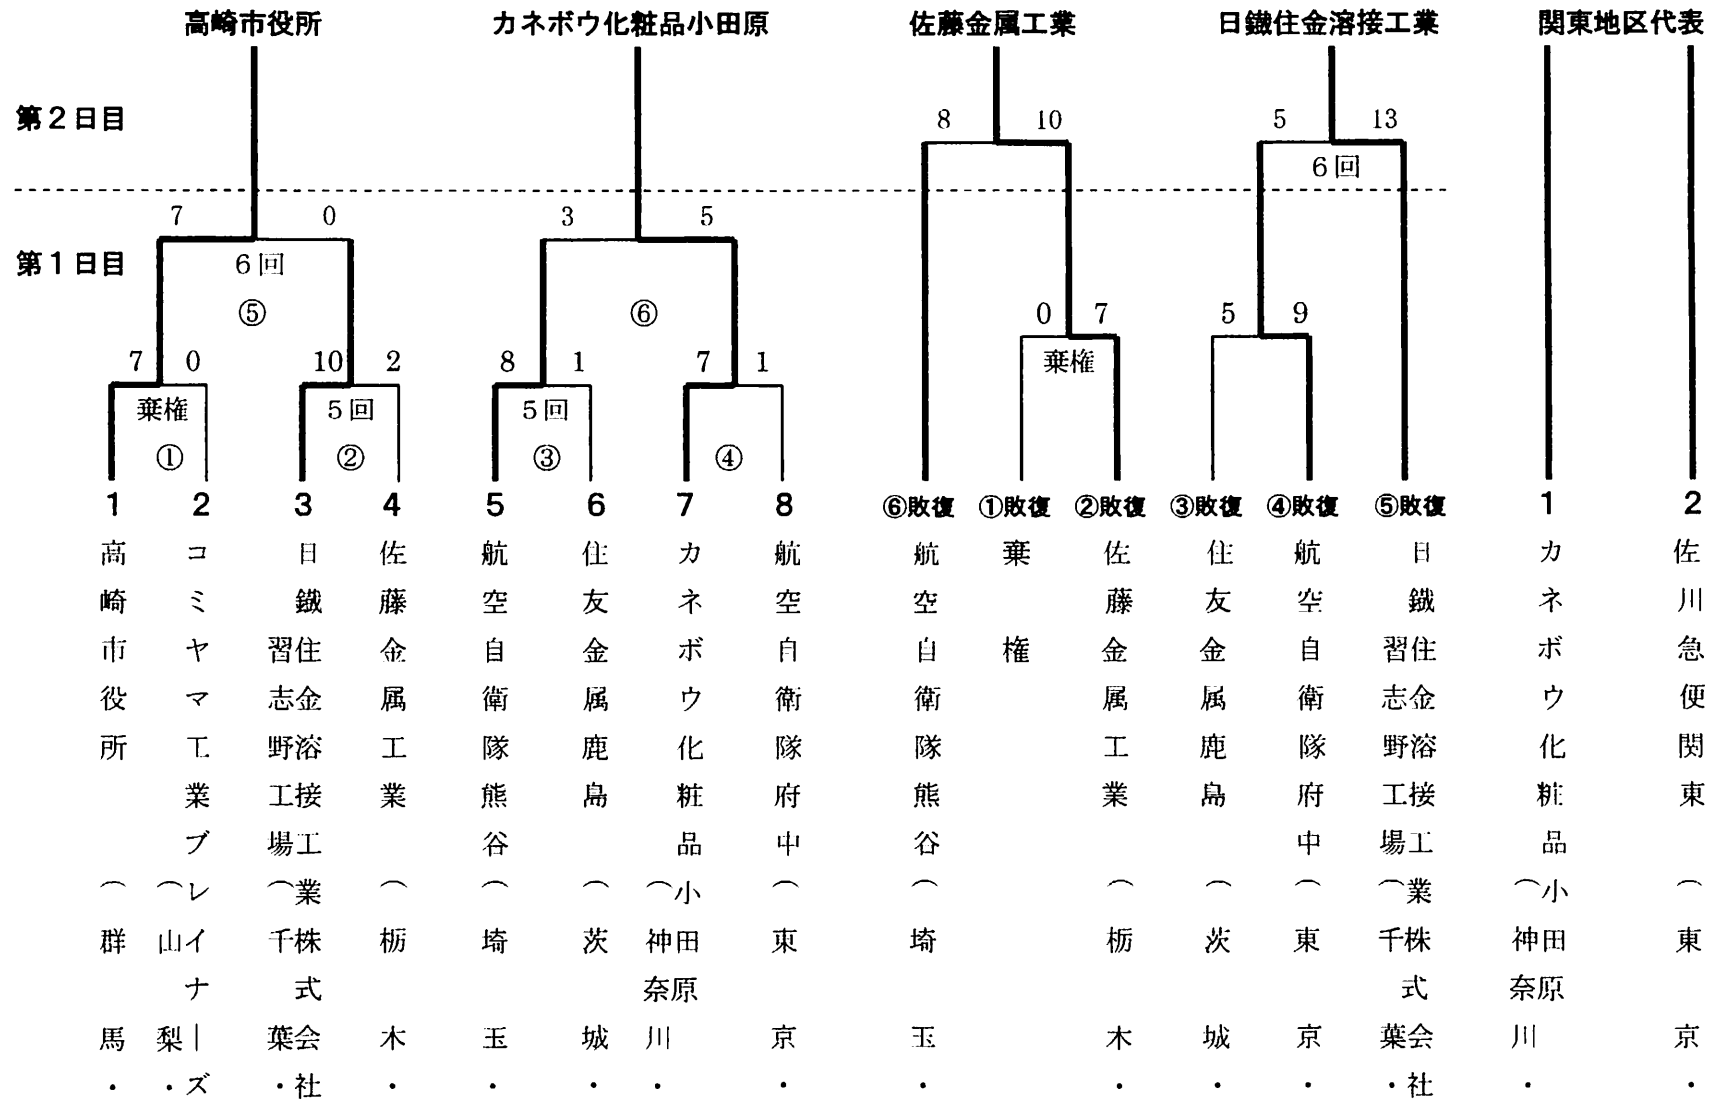 高崎市役所
カネボウ化粧品小田原
佐藤金属工業
日鐵住金溶接工業
関東地区代表
第2日目
8 10
5 13
6回
7 0
3 5
第1日目
6回
⑤
⑥
0 7
棄権
5 9
7 0
棄権
①
10 2
5回
②
8 1
5回
③
7 1
④
1
高崎市役所（群馬・
2
コミヤマ工業ブレイナーズ（山梨・
3
日鐵住金溶接工業株式会社習志野工場（千葉・
4
佐藤金属工業（栃木・
5
航空自衛隊熊谷（埼玉・
6
住友金属鹿島（茨城・
7
カネボウ化粧品小田原（神奈川・
8
航空自衛隊府中（東京・
⑥敗復
航空自衛隊熊谷（埼玉・
①敗復
棄権
②敗復
佐藤金属工業（栃木・
③敗復
住友金属鹿島（茨城・
④敗復
航空自衛隊府中（東京・
⑤敗復
日鐵住金溶接工業株式会社習志野工場（千葉・
1
カネボウ化粧品小田原（神奈川・
2
佐川急便関東（東京・